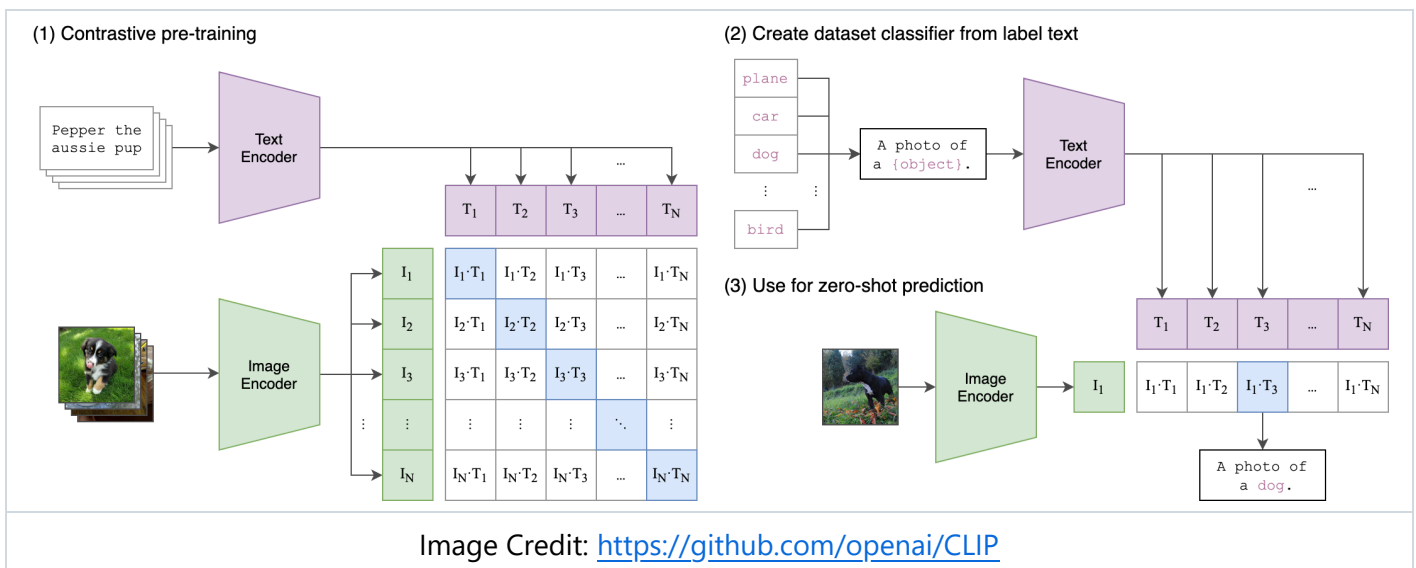 (1) Contrastive pre-training
Pepper the
aussie pup
Text
Encoder
...
T1 T2 T3 ... TN
Image
Encoder
I1
I2
I3
⋮ ⋮
IN
I1·T1 I1·T2 I1·T3 ... I1·TN
I2·T1 I2·T2 I2·T3 ... I2·TN
I3·T1 I3·T2 I3·T3 ... I3·TN
⋮ ⋮ ⋮ ⋱ ⋮
IN·T1 IN·T2 IN·T3 ... IN·TN
(2) Create dataset classifier from label text
plane
car
dog
⋮ ⋮
bird
A photo of
a {object}.
Text
Encoder
...
(3) Use for zero-shot prediction
Image
Encoder
T1 T2 T3 ... TN
I1
I1·T1 I1·T2 I1·T3 ... I1·TN
A photo of
a dog.
Image Credit: https://github.com/openai/CLIP